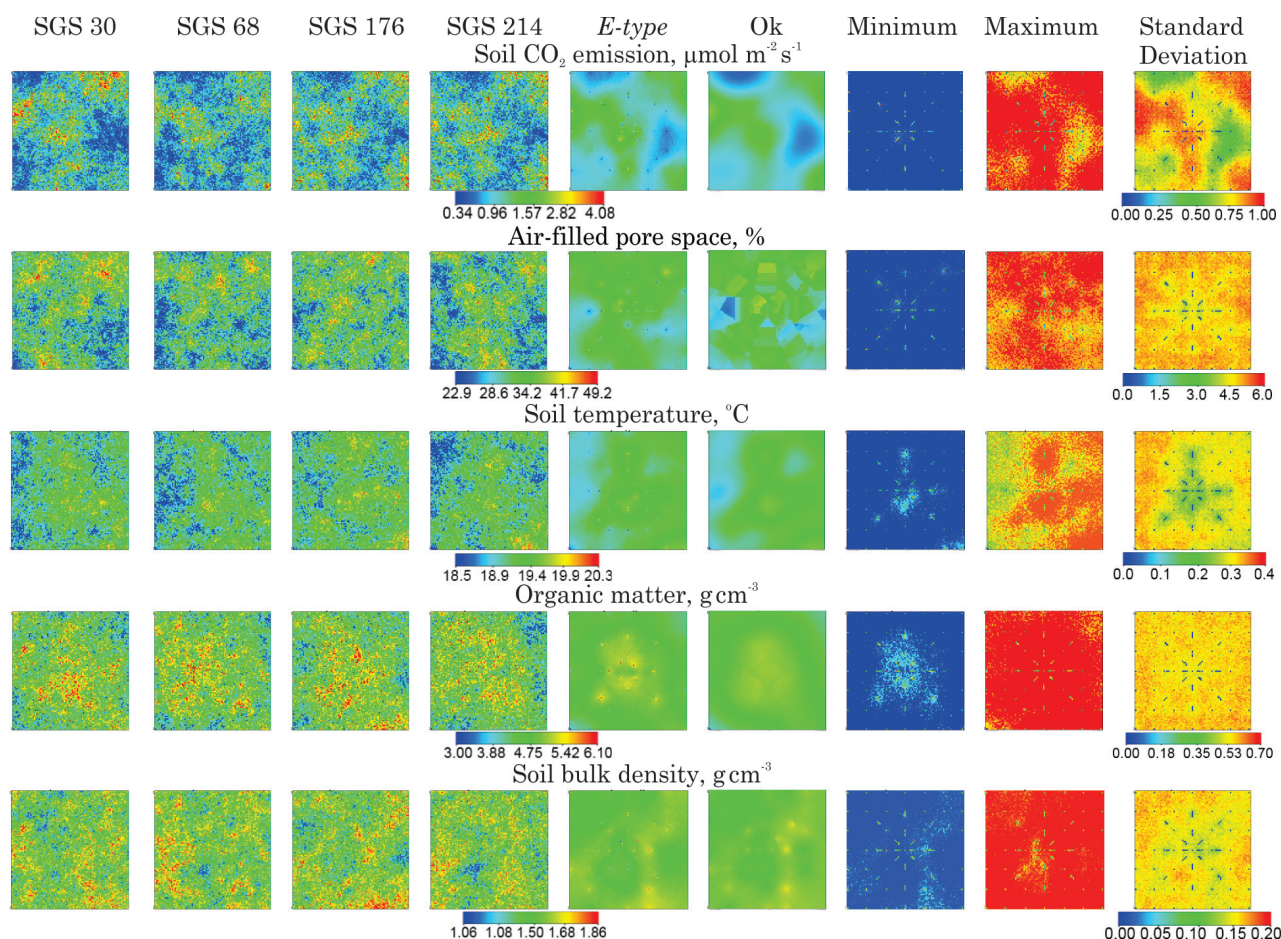 SGS 30 SGS 68 SGS 176 SGS 214 E-type Ok Minimum Maximum Standard Deviation
Soil CO₂ emission, µmol m⁻² s⁻¹
0.34 0.96 1.57 2.82 4.08
0.00 0.25 0.50 0.75 1.00
Air-filled pore space, %
22.9 28.6 34.2 41.7 49.2
0.0 1.5 3.0 4.5 6.0
Soil temperature, °C
18.5 18.9 19.4 19.9 20.3
0.0 0.1 0.2 0.3 0.4
Organic matter, g cm⁻³
3.00 3.88 4.75 5.42 6.10
0.00 0.18 0.35 0.53 0.70
Soil bulk density, g cm⁻³
1.06 1.08 1.50 1.68 1.86
0.00 0.05 0.10 0.15 0.20